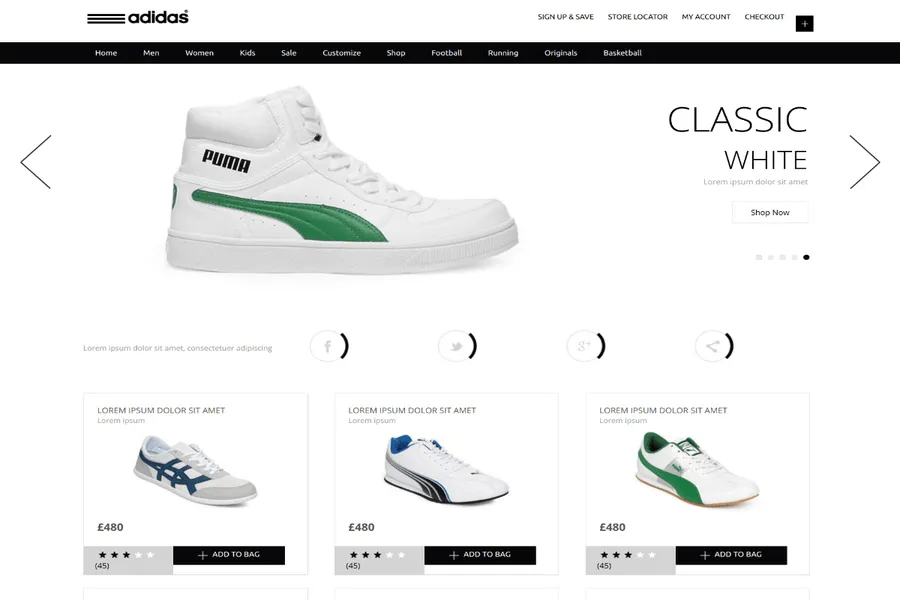 adidas
SIGN UP & SAVE STORE LOCATOR MY ACCOUNT CHECKOUT
Home Men Women Kids Sale Customize Shop Football Running Originals Basketball
PUMA
CLASSIC
WHITE
Lorem ipsum dolor sit amet
Shop Now
Lorem ipsum dolor sit amet, consectetuer adipiscing
LOREM IPSUM DOLOR SIT AMET
Lorem ipsum
£480
ADD TO BAG
(45)
LOREM IPSUM DOLOR SIT AMET
Lorem ipsum
£480
ADD TO BAG
(45)
LOREM IPSUM DOLOR SIT AMET
Lorem ipsum
£480
ADD TO BAG
(45)